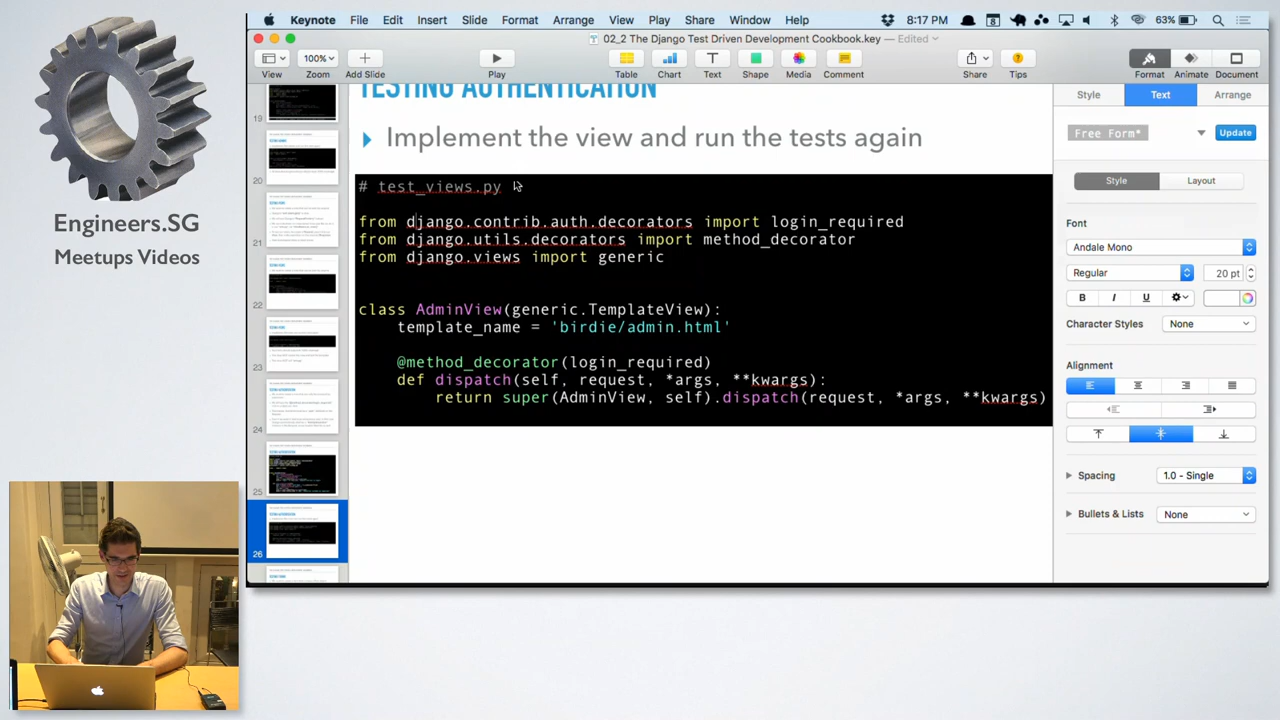 Keynote File Edit Insert Slide Format Arrange View Play Share Window Help 8:17 PM 63%
02_2 The Django Test Driven Development Cookbook.key — Edited
100%
View Zoom Add Slide Play Table Chart Text Shape Media Comment Share Tips Format Animate Document
TESTING AUTHENTICATION
Implement the view and run the tests again
# test_views.py
from django.contrib.auth.decorators import login_required
from django.utils.decorators import method_decorator
from django.views import generic
class AdminView(generic.TemplateView):
template_name = 'birdie/admin.html'
@method_decorator(login_required)
def dispatch(self, request, *args, **kwargs):
return super(AdminView, self).dispatch(request, *args, **kwargs)
19
20
21
22
23
24
25
26
Style Text Arrange
Free Form* Update
Style Layout
Font
Andale Mono
Regular 20 pt
B I
Character Styles None
Alignment
Spacing Single
Bullets & Lists
Engineers.SG
Meetups Videos